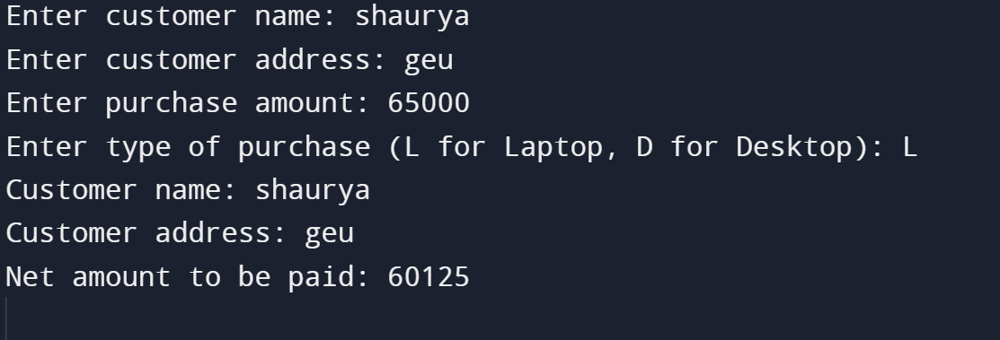 Enter customer name: shaurya
Enter customer address: geu
Enter purchase amount: 65000
Enter type of purchase (L for Laptop, D for Desktop): L
Customer name: shaurya
Customer address: geu
Net amount to be paid: 60125